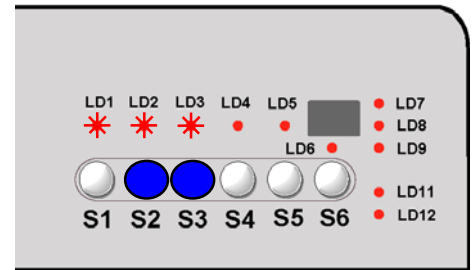 LD1 LD2 LD3 LD4 LD5 LD7
LD8
LD6 LD9
LD11
S1 S2 S3 S4 S5 S6 LD12